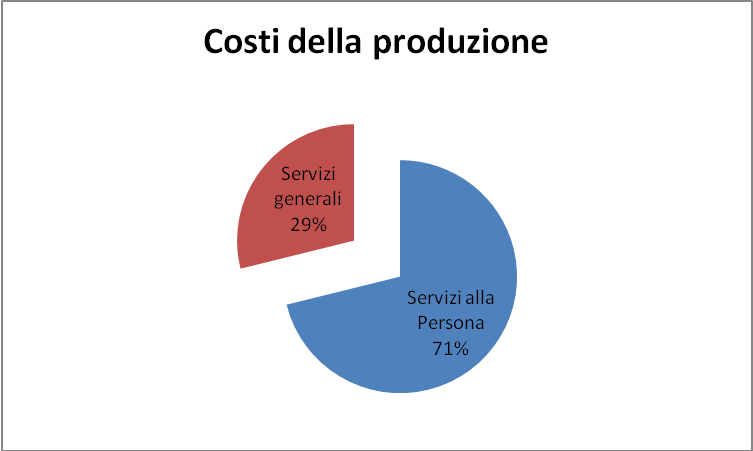 Costi della produzione
Servizi
generali
29%
Servizi alla
Persona
71%